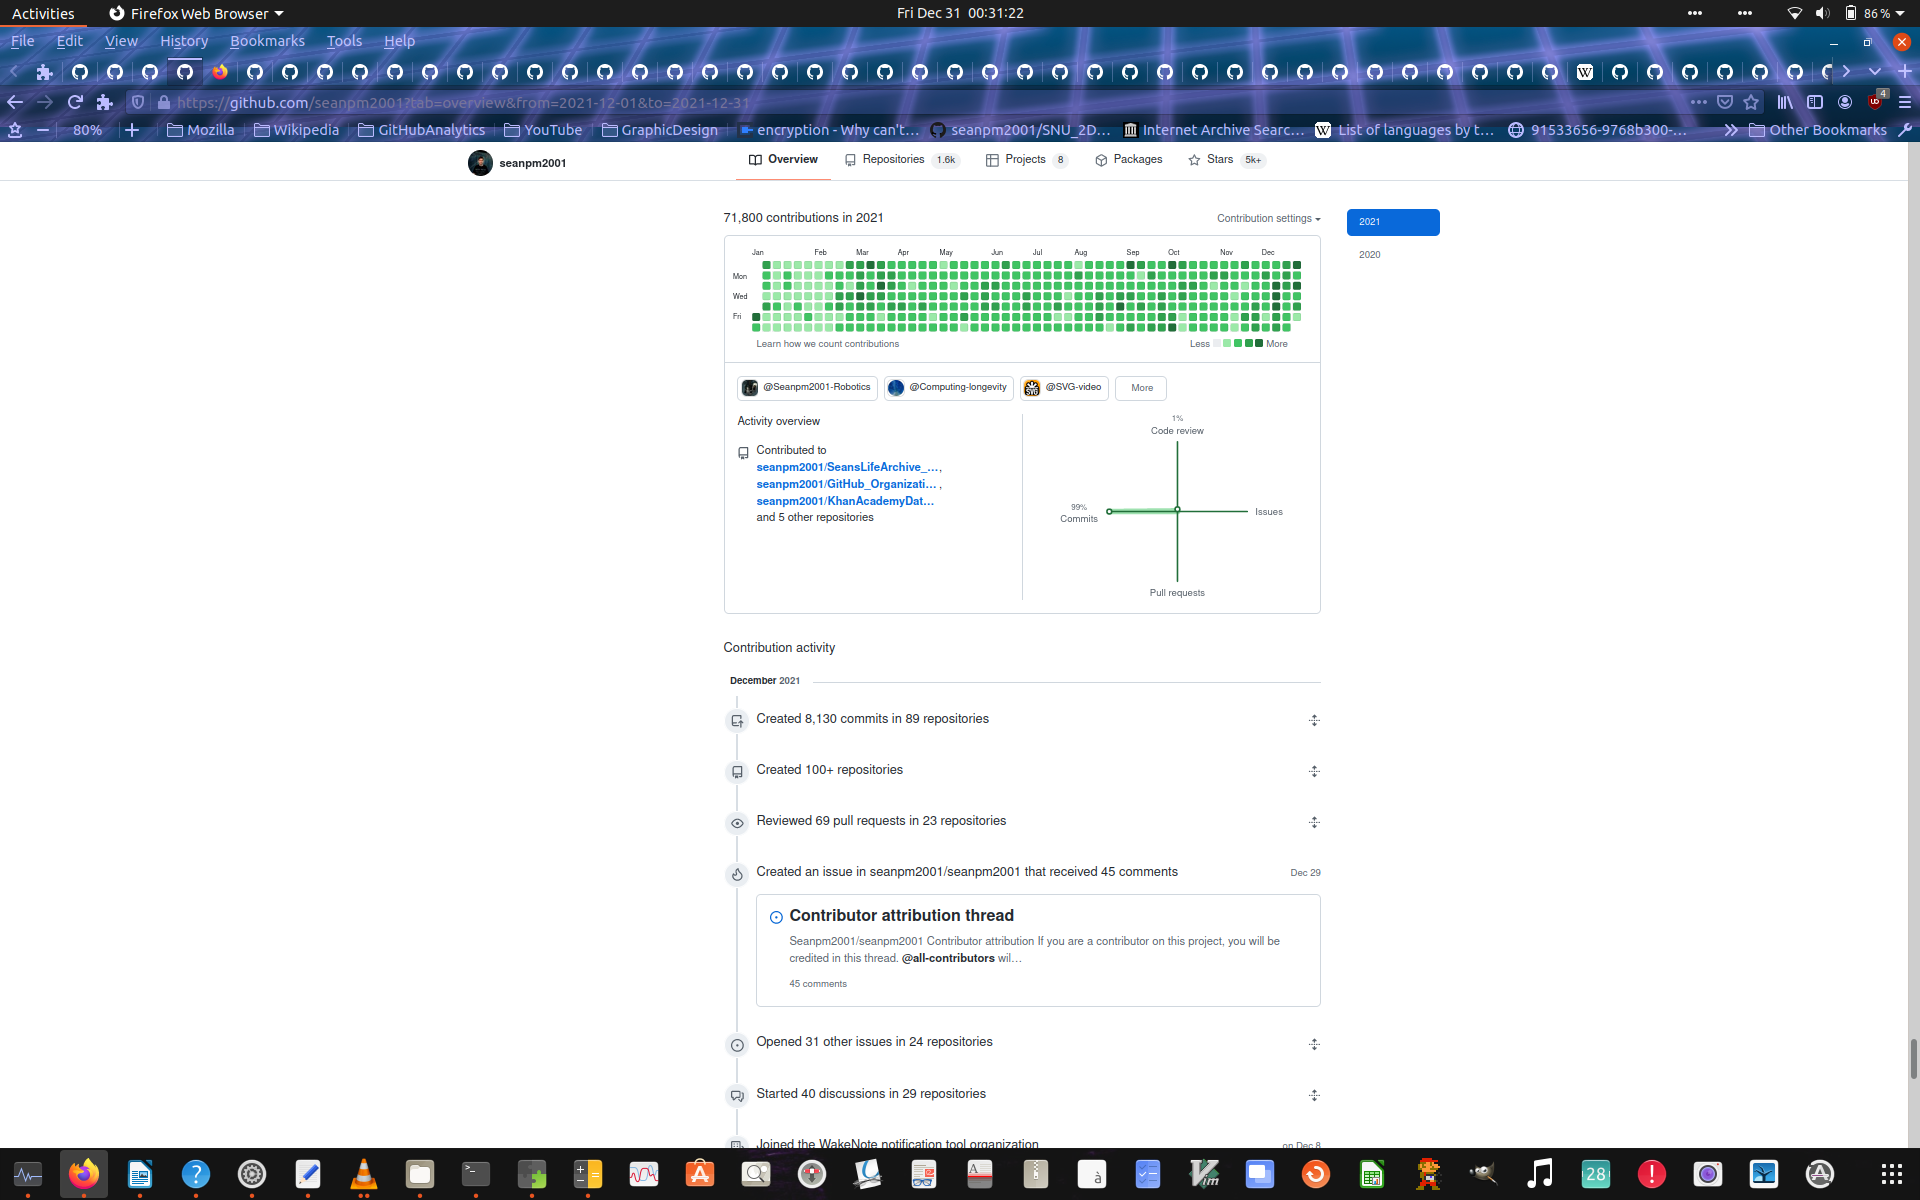 Activities
Firefox Web Browser
Fri Dec 31 00:31:22
86 %
File Edit View History Bookmarks Tools Help
https://github.com/seanpm2001?tab=overview&from=2021-12-01&to=2021-12-31
4
80%
Mozilla
Wikipedia
GitHubAnalytics
YouTube
GraphicDesign
encryption - Why can't…
seanpm2001/SNU_2D…
Internet Archive Searc…
List of languages by t…
91533656-9768b300-…
Other Bookmarks
seanpm2001
Overview
Repositories 1.6k
Projects 8
Packages
Stars 5k+
71,800 contributions in 2021
Contribution settings
2021
2020
Jan Feb Mar Apr May Jun Jul Aug Sep Oct Nov Dec
Mon
Wed
Fri
Learn how we count contributions
Less More
@Seanpm2001-Robotics
@Computing-longevity
@SVG-video
More
Activity overview
Contributed to
seanpm2001/SeansLifeArchive_…,
seanpm2001/GitHub_Organizati… ,
seanpm2001/KhanAcademyDat…
and 5 other repositories
1%
Code review
99%
Commits
Issues
Pull requests
Contribution activity
December 2021
Created 8,130 commits in 89 repositories
Created 100+ repositories
Reviewed 69 pull requests in 23 repositories
Created an issue in seanpm2001/seanpm2001 that received 45 comments
Dec 29
Contributor attribution thread
Seanpm2001/seanpm2001 Contributor attribution If you are a contributor on this project, you will be
credited in this thread. @all-contributors wil…
45 comments
Opened 31 other issues in 24 repositories
Started 40 discussions in 29 repositories
Joined the WakeNote notification tool organization
on Dec 8
28